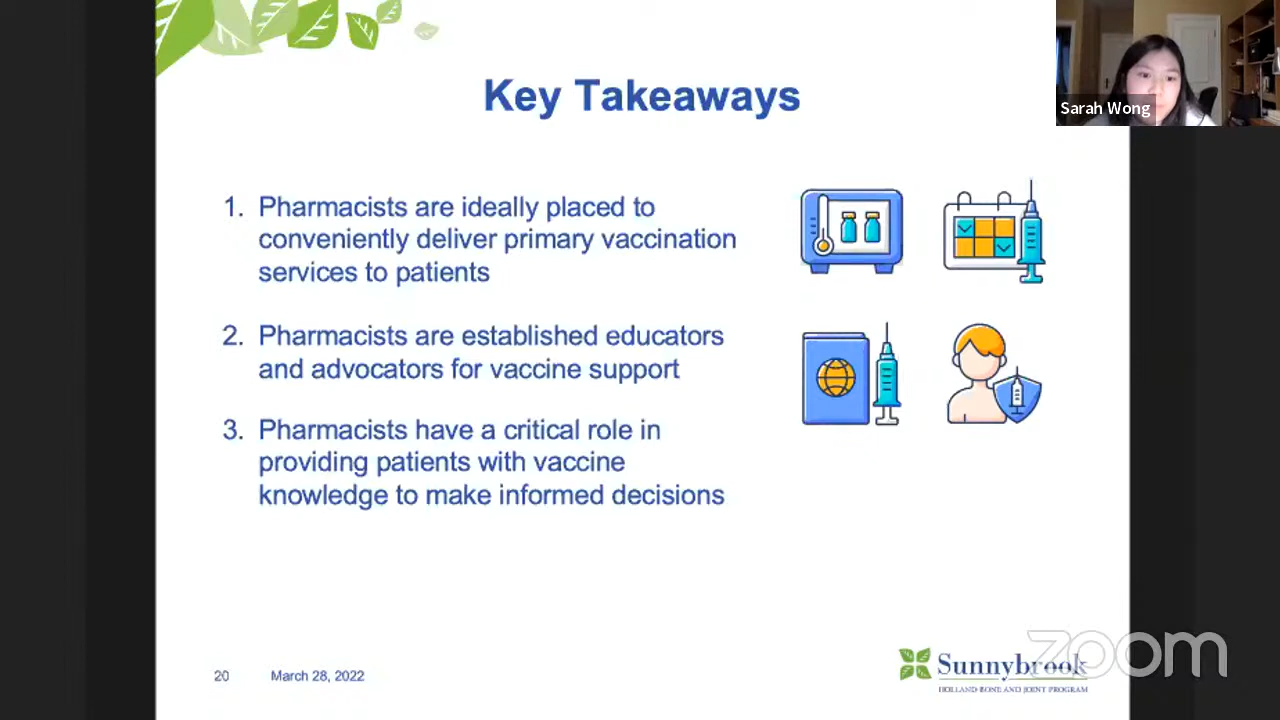 Key Takeaways
Sarah Wong
1. Pharmacists are ideally placed to
conveniently deliver primary vaccination
services to patients
2. Pharmacists are established educators
and advocators for vaccine support
3. Pharmacists have a critical role in
providing patients with vaccine
knowledge to make informed decisions
20 March 28, 2022
Sunnybrook
HOLLAND BONE AND JOINT PROGRAM
zoom